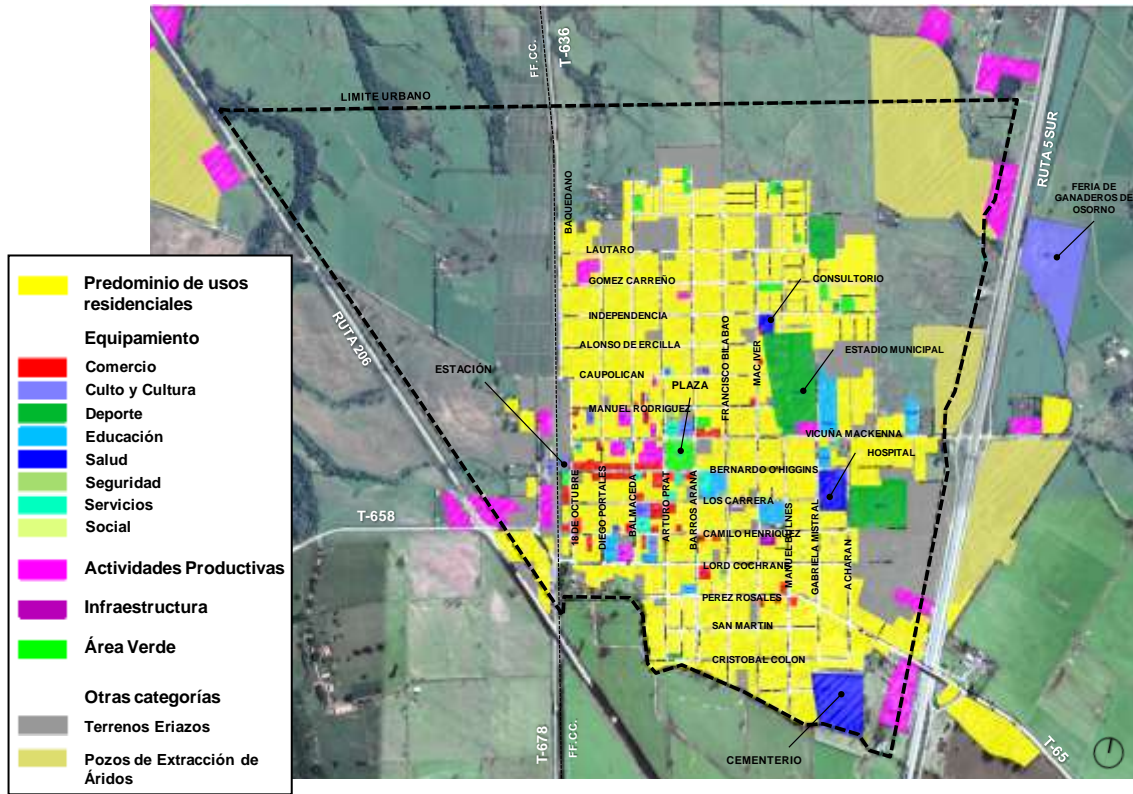 LIMITE URBANO
FF.CC.
T-636
RUTA 5 SUR
FERIA DE
GANADEROS DE
OSORNO
BAQUEDANO
LAUTARO
GOMEZ CARREÑO
CONSULTORIO
INDEPENDENCIA
ALONSO DE ERCILLA
FRANCISCO BILBAO
MAC IVER
ESTADIO MUNICIPAL
RUTA 206
ESTACIÓN
CAUPOLICAN
PLAZA
MANUEL RODRIGUEZ
VICUÑA MACKENNA
HOSPITAL
BERNARDO O'HIGGINS
18 DE OCTUBRE
DIEGO PORTALES
BALMACEDA
ARTURO PRAT
BARROS ARANA
LOS CARRERA
T-658
CAMILO HENRIQUEZ
MANUEL BULNES
GABRIELA MISTRAL
ACHARAN
LORD COCHRANE
PEREZ ROSALES
SAN MARTIN
CRISTOBAL COLON
T-678
FF.CC.
CEMENTERIO
T-65
Predominio de usos
residenciales
Equipamiento
Comercio
Culto y Cultura
Deporte
Educación
Salud
Seguridad
Servicios
Social
Actividades Productivas
Infraestructura
Área Verde
Otras categorías
Terrenos Eriazos
Pozos de Extracción de
Áridos